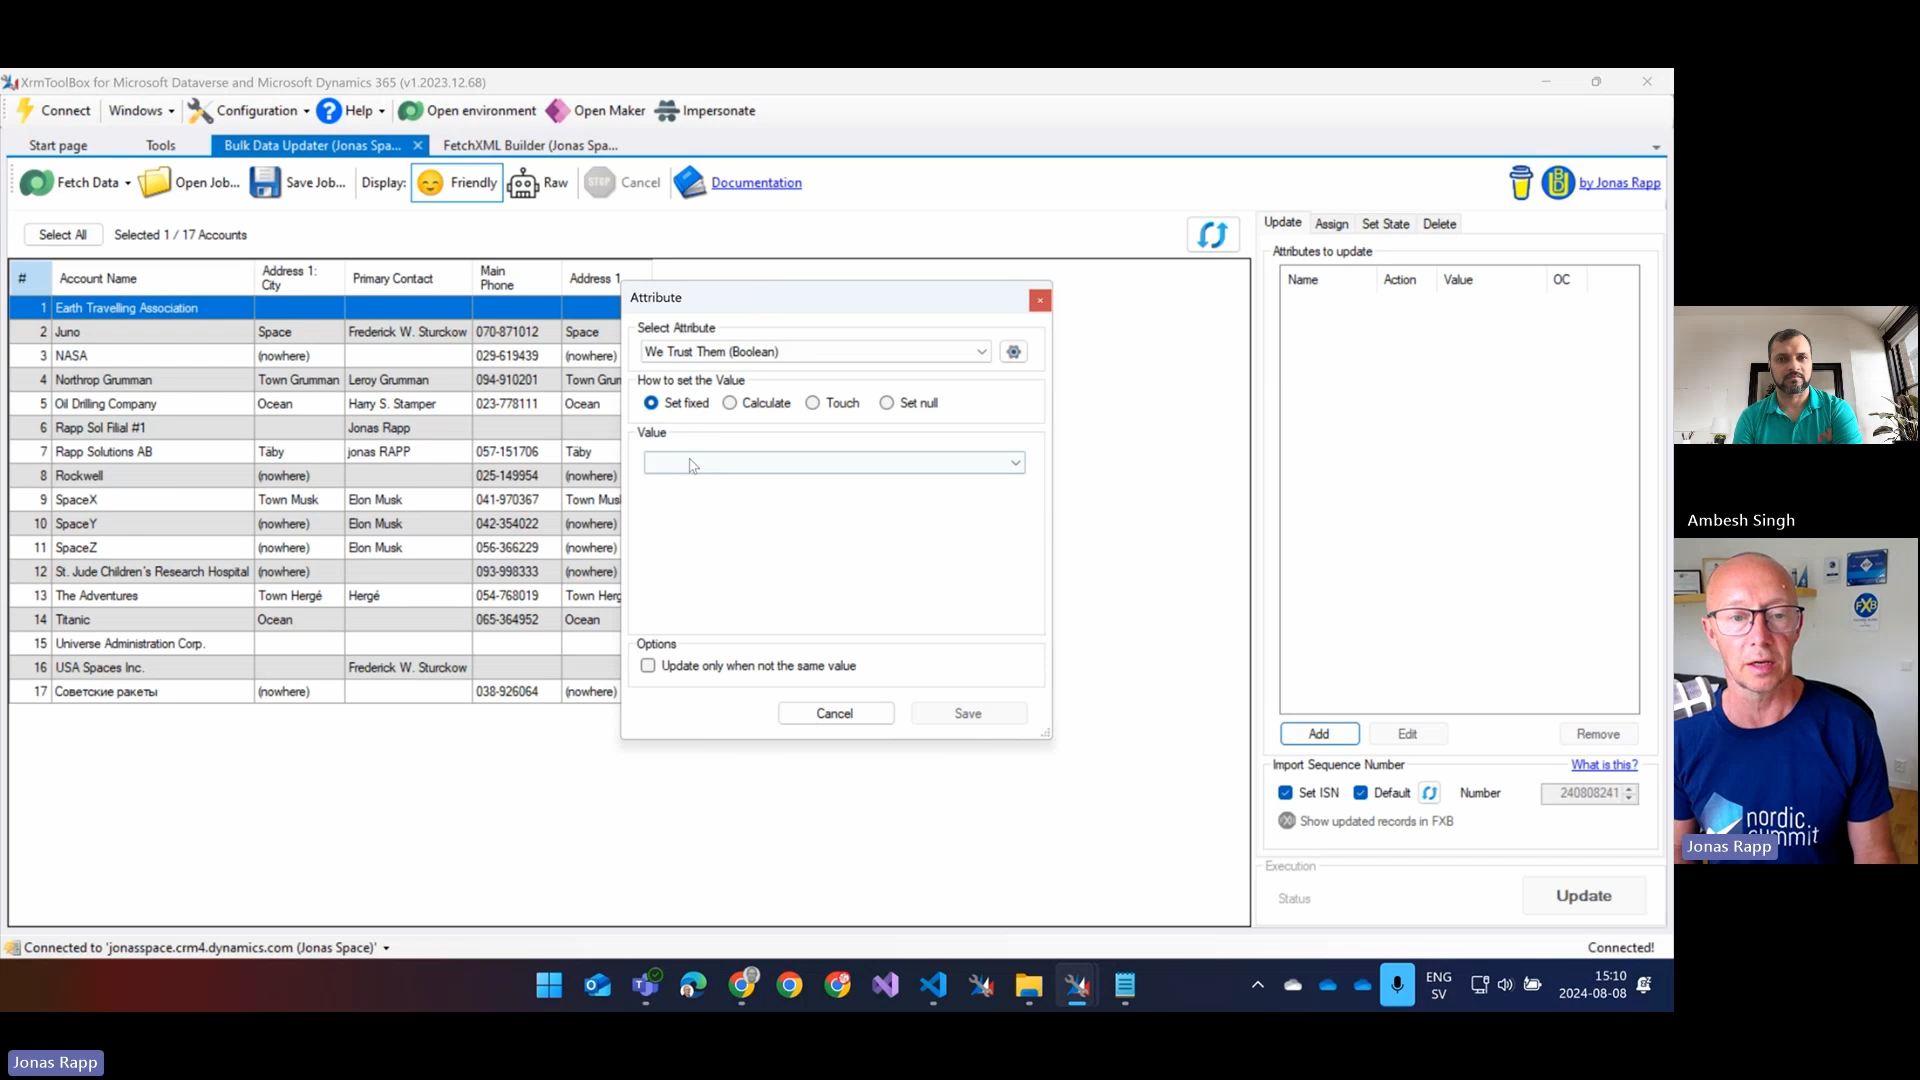 XrmToolBox for Microsoft Dataverse and Microsoft Dynamics 365 (v1.2023.12.68)
Connect Windows Configuration Help Open environment Open Maker Impersonate
Start page Tools Bulk Data Updater (Jonas Spa... FetchXML Builder (Jonas Spa...
Fetch Data Open Job... Save Job... Display: Friendly Raw STOP Cancel Documentation by Jonas Rapp
Select All Selected 1 / 17 Accounts
# Account Name Address 1: City Primary Contact Main Phone Address 1
1 Earth Travelling Association
2 Juno Space Frederick W. Sturckow 070-871012 Space
3 NASA (nowhere) 029-619439 (nowhere)
4 Northrop Grumman Town Grumman Leroy Grumman 094-910201 Town Grun
5 Oil Drilling Company Ocean Harry S. Stamper 023-778111 Ocean
6 Rapp Sol Filial #1 Jonas Rapp
7 Rapp Solutions AB Täby jonas RAPP 057-151706 Täby
8 Rockwell (nowhere) 025-149954 (nowhere)
9 SpaceX Town Musk Elon Musk 041-970367 Town Mus
10 SpaceY (nowhere) Elon Musk 042-354022 (nowhere)
11 SpaceZ (nowhere) Elon Musk 056-366229 (nowhere)
12 St. Jude Children's Research Hospital (nowhere) 093-998333 (nowhere)
13 The Adventures Town Hergé Hergé 054-768019 Town Herg
14 Titanic Ocean 065-364952 Ocean
15 Universe Administration Corp.
16 USA Spaces Inc. Frederick W. Sturckow
17 Советские ракеты (nowhere) 038-926064 (nowhere)
Attribute
Select Attribute
We Trust Them (Boolean)
How to set the Value
Set fixed Calculate Touch Set null
Value
Options
Update only when not the same value
Cancel Save
Update Assign Set State Delete
Attributes to update
Name Action Value OC
Add Edit Remove
Import Sequence Number What is this?
Set ISN Default Number 240808241
Show updated records in FXB
Execution
Status Update
Connected to 'jonasspace.crm4.dynamics.com (Jonas Space)' Connected!
ENG
SV
15:10
2024-08-08
Ambesh Singh
FXB
nordic.
summit
Jonas Rapp
Jonas Rapp